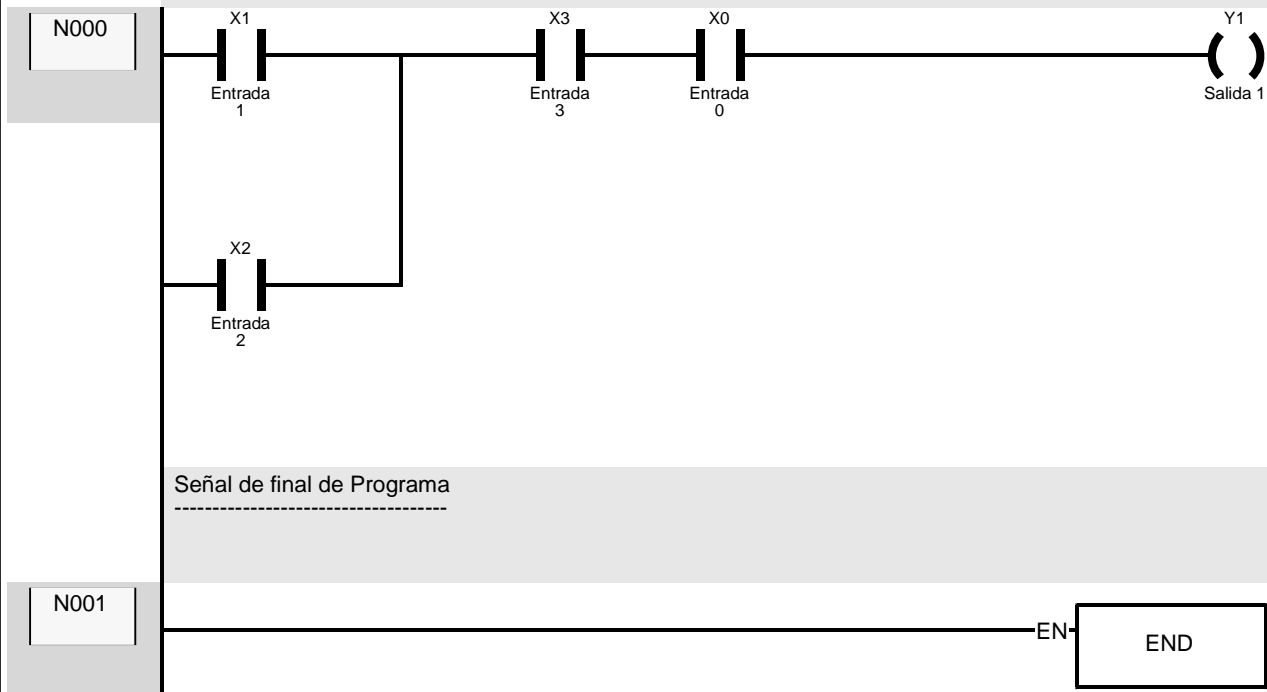 N000
X1
X3
X0
Y1
Entrada
1
Entrada
3
Entrada
0
Salida 1
X2
Entrada
2
Señal de final de Programa
------------------------------------
N001
EN
END